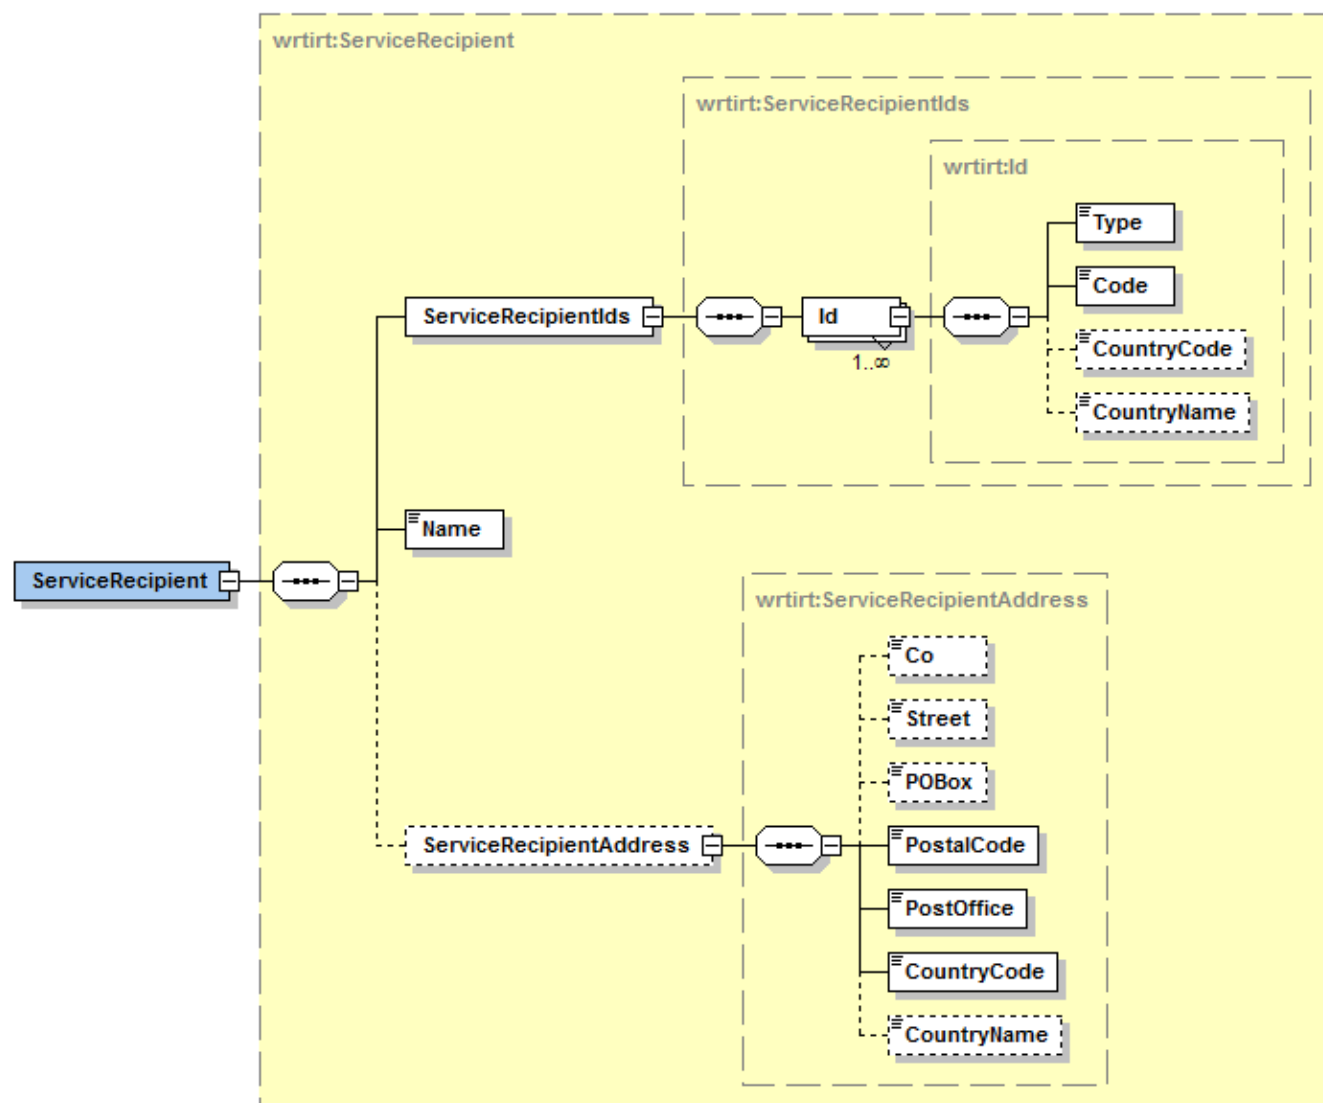 wrtirt:ServiceRecipient
wrtirt:ServiceRecipientIds
wrtirt:Id
Type
Code
ServiceRecipientIds
Id
1..∞
CountryCode
CountryName
Name
ServiceRecipient
wrtirt:ServiceRecipientAddress
Co
Street
POBox
ServiceRecipientAddress
PostalCode
PostOffice
CountryCode
CountryName